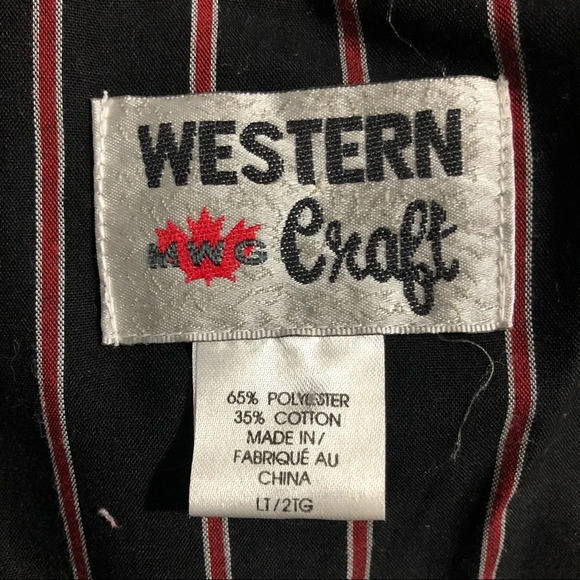 WESTERN
MWG Craft
65% POLYESTER
35% COTTON
MADE IN/
FABRIQUÉ AU
CHINA
LT/2TG